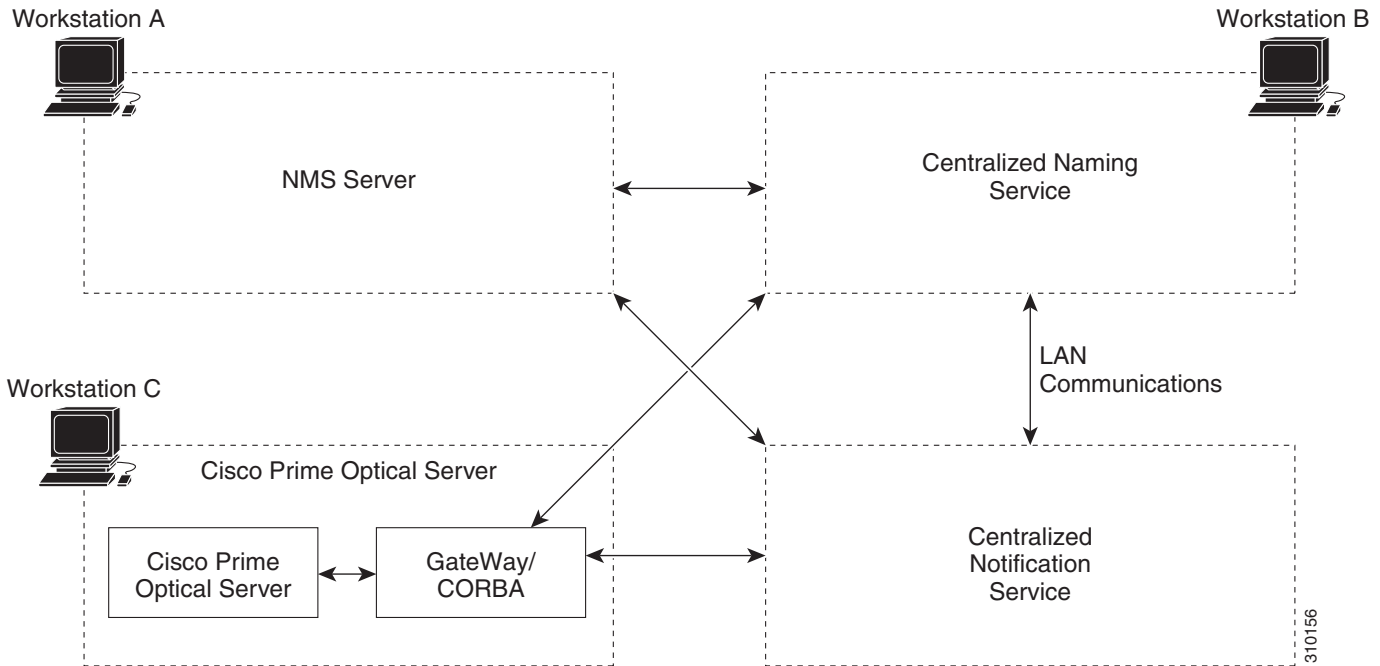 Workstation A
Workstation B
NMS Server
Centralized Naming
Service
LAN
Communications
Workstation C
Cisco Prime Optical Server
Cisco Prime
Optical Server
GateWay/
CORBA
Centralized
Notification
Service
310156